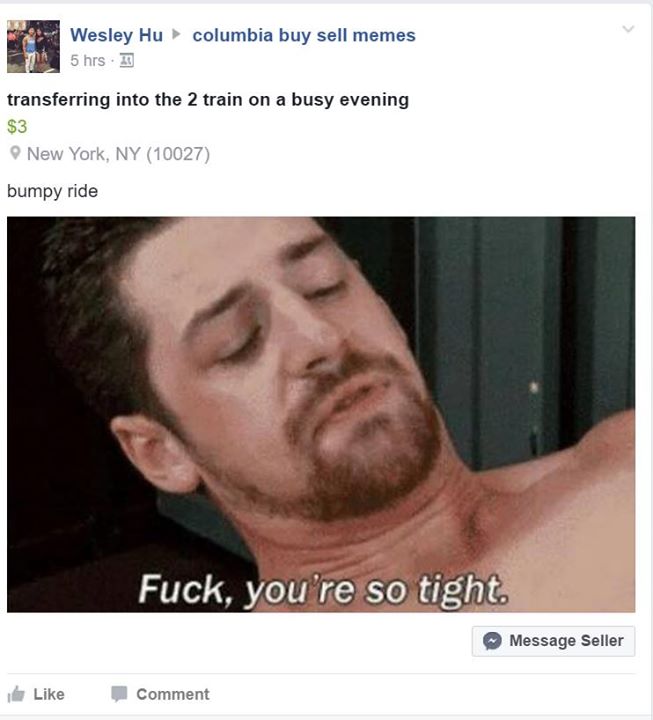 Wesley Hu ▸ columbia buy sell memes
5 hrs ·
transferring into the 2 train on a busy evening
$3
New York, NY (10027)
bumpy ride
Fuck, you're so tight.
Message Seller
Like Comment